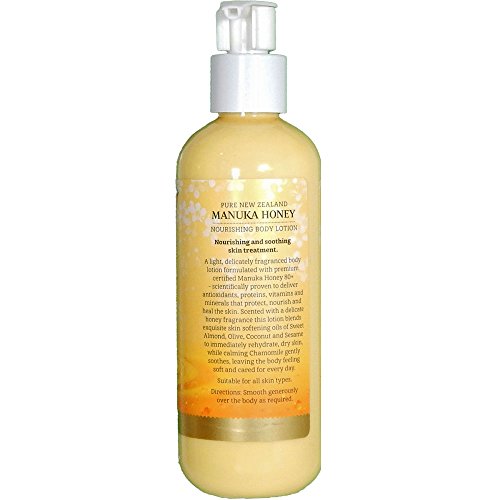 PURE NEW ZEALAND
MANUKA HONEY
NOURISHING BODY LOTION
Nourishing and soothing
skin treatment.
A light, delicately fragranced body
lotion formulated with premium
certified Manuka Honey 80+
- scientifically proven to deliver
antioxidants, proteins, vitamins and
minerals that protect, nourish and
heal the skin. Scented with a delicate
honey fragrance this lotion blends
exquisite skin softening oils of Sweet
Almond, Olive, Coconut and Sesame
to immediately rehydrate, dry skin,
while calming Chamomile gently
soothes, leaving the body feeling
soft and cared for every day.
Suitable for all skin types.
Directions: Smooth generously
over the body as required.